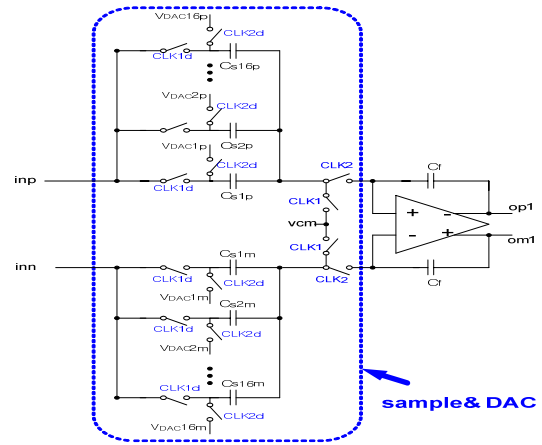 VDAC16p
CLK2d
CLK1d
Cs16p
VDAC2p
CLK2d
Cs2p
VDAC1p
CLK2d
CLK1d
Cs1p
inp
CLK2
Cf
CLK1
vcm
CLK1
op1
om1
inn
Cs1m
CLK1d
CLK2d
CLK2
Cf
VDAC1m
Cs2m
CLK1d
CLK2d
VDAC2m
CLK1d
Cs16m
CLK2d
VDAC16m
sample& DAC